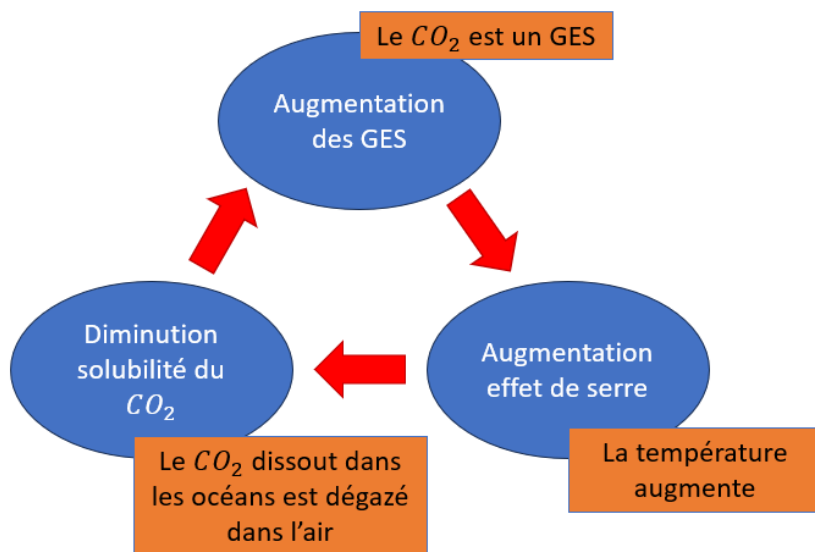 Le CO₂ est un GES
Augmentation
des GES
Diminution
solubilité du
CO₂
Augmentation
effet de serre
Le CO₂ dissout dans
les océans est dégazé
dans l'air
La température
augmente